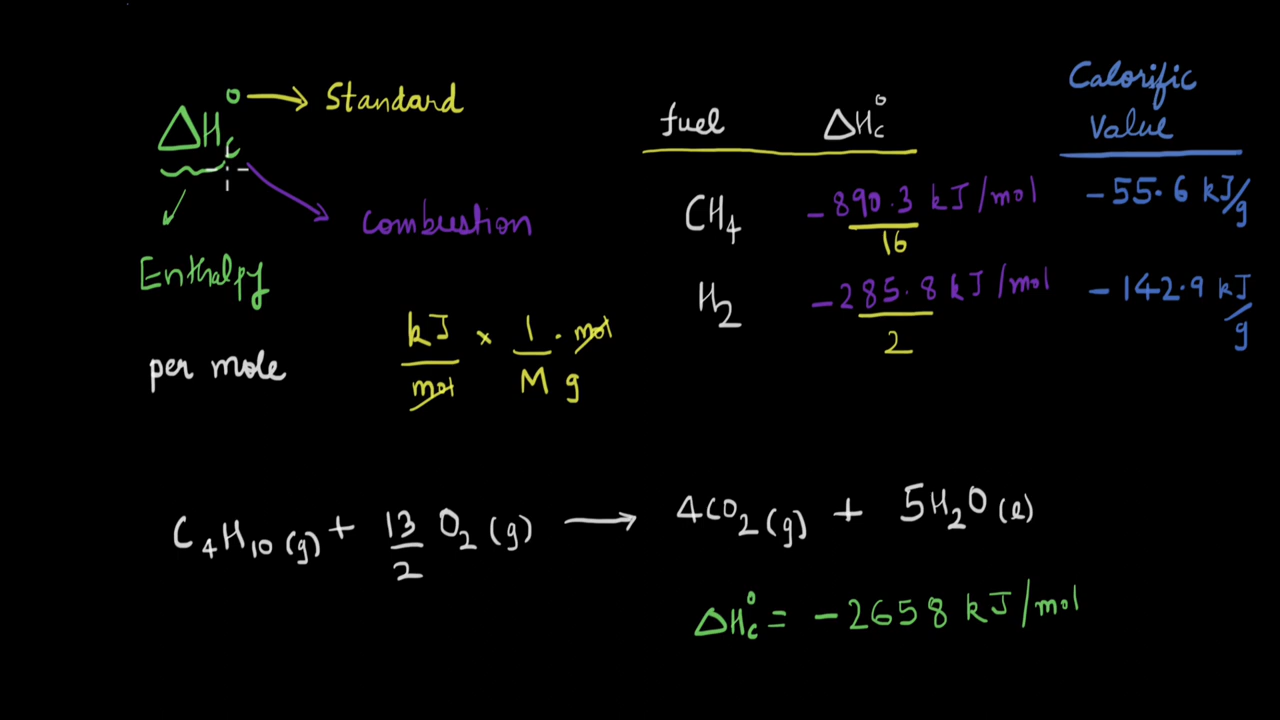 ΔH°c → Standard
Combustion
Enthalpy
per mole
kJ/mol × 1/M · mol/g
fuel ΔH°c Calorific Value
CH₄ -890.3 kJ/mol -55.6 kJ/g
16
H₂ -285.8 kJ/mol -142.9 kJ/g
2
C₄H₁₀(g) + 13/2 O₂(g) → 4CO₂(g) + 5H₂O(l)
ΔH°c = -2658 kJ/mol